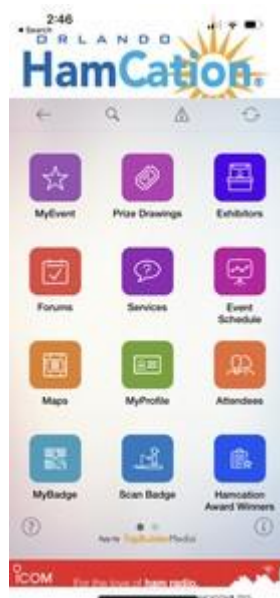 2:46
Search
ORLANDO
HamCation
MyEvent
Prize Drawings
Exhibitors
Forums
Services
Event
Schedule
Maps
MyProfile
Attendees
MyBadge
Scan Badge
Hamcation
Award Winners
ICOM
For the love of ham radio.